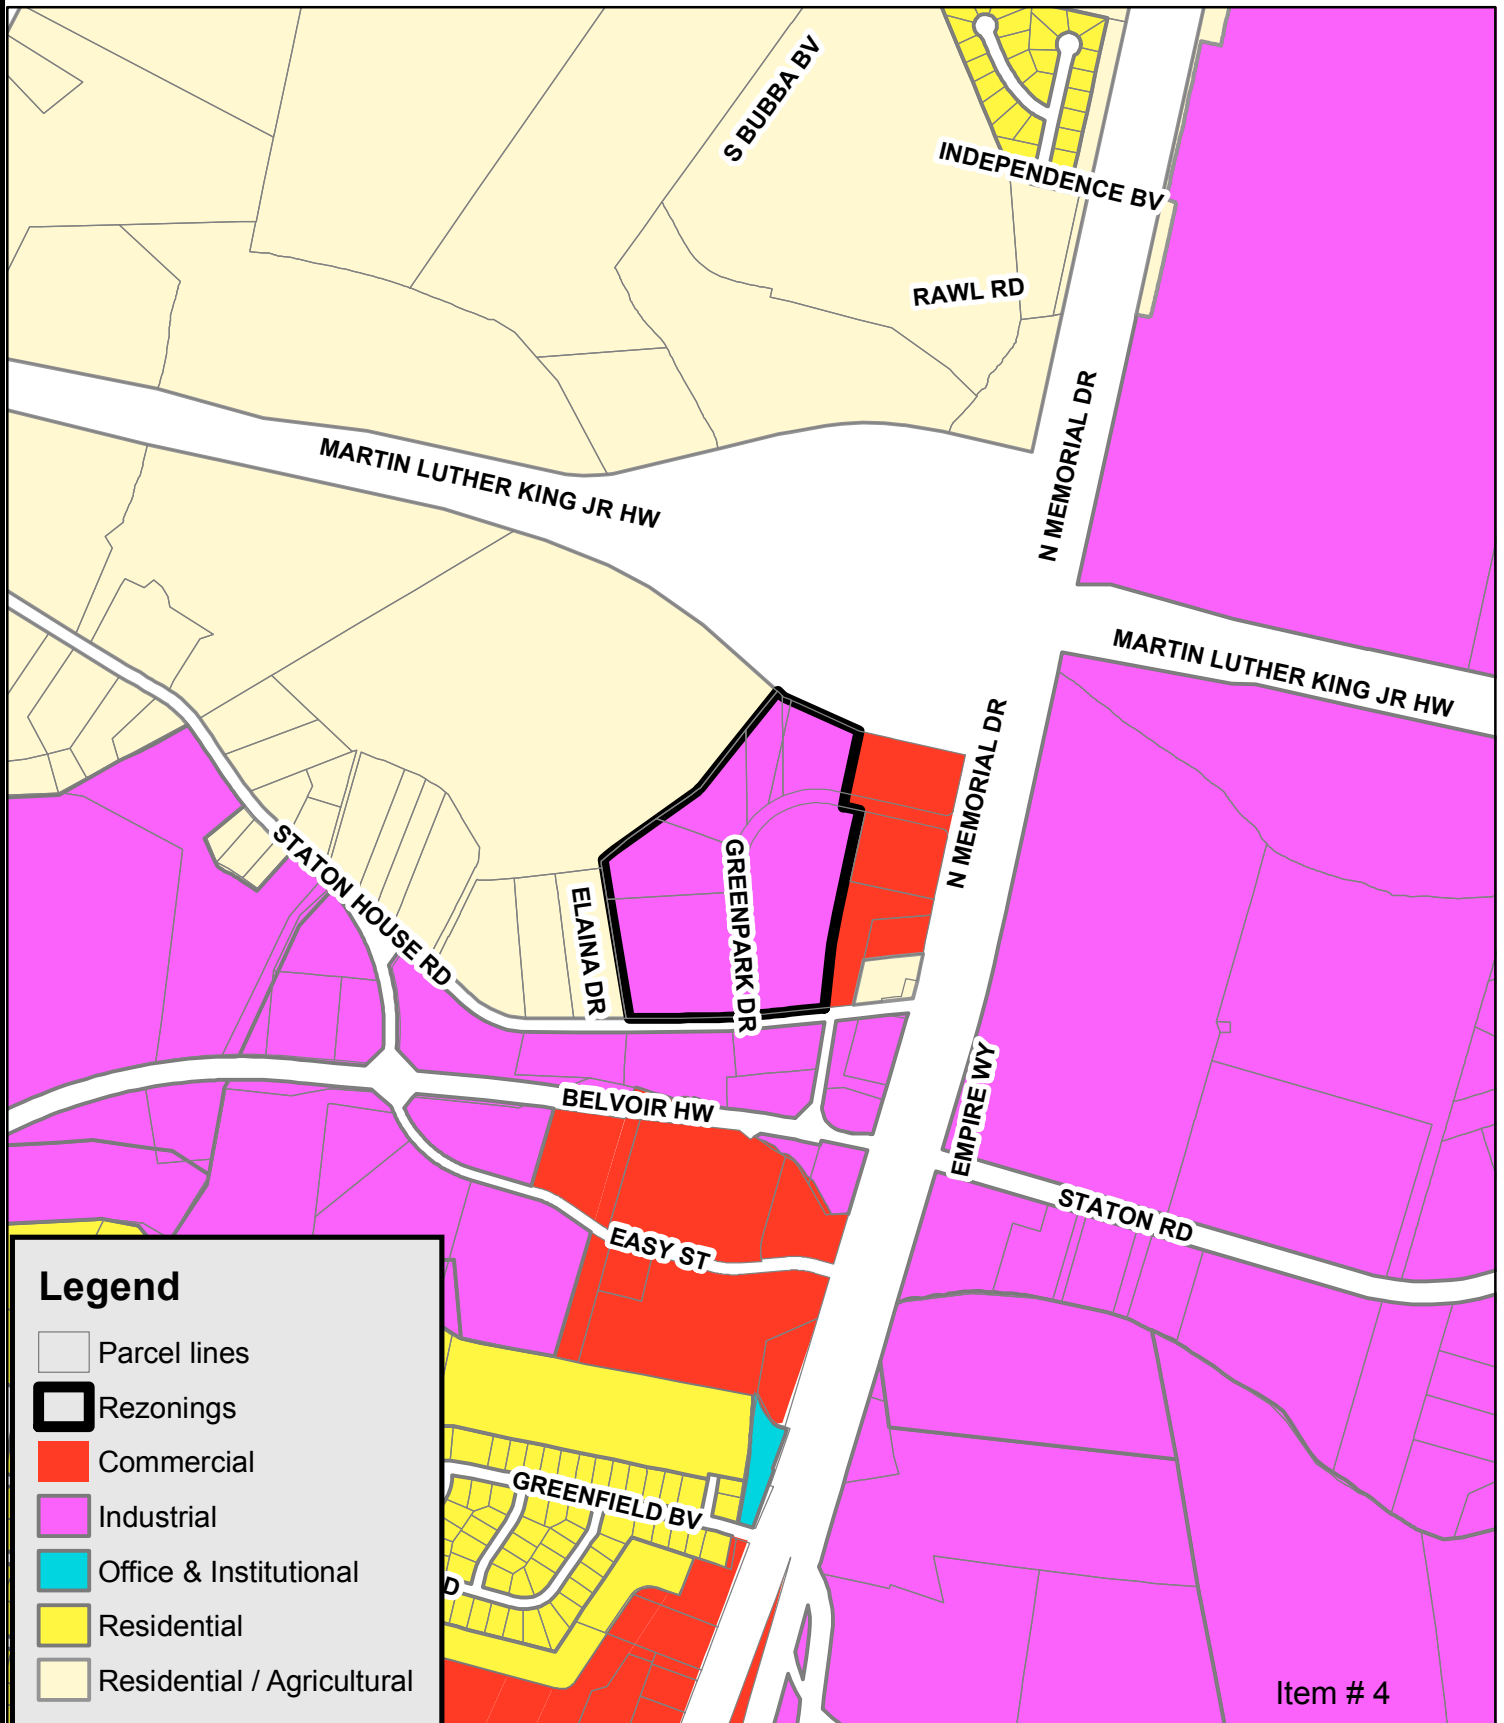 S BUBBA BV
INDEPENDENCE BV
RAWL RD
N MEMORIAL DR
MARTIN LUTHER KING JR HW
MARTIN LUTHER KING JR HW
N MEMORIAL DR
STATON HOUSE RD
GREENPARK DR
ELAINA DR
EMPIRE WY
BELVOIR HW
STATON RD
EASY ST
GREENFIELD BV
D
Legend
Parcel lines
Rezonings
Commercial
Industrial
Office & Institutional
Residential
Residential / Agricultural
Item # 4